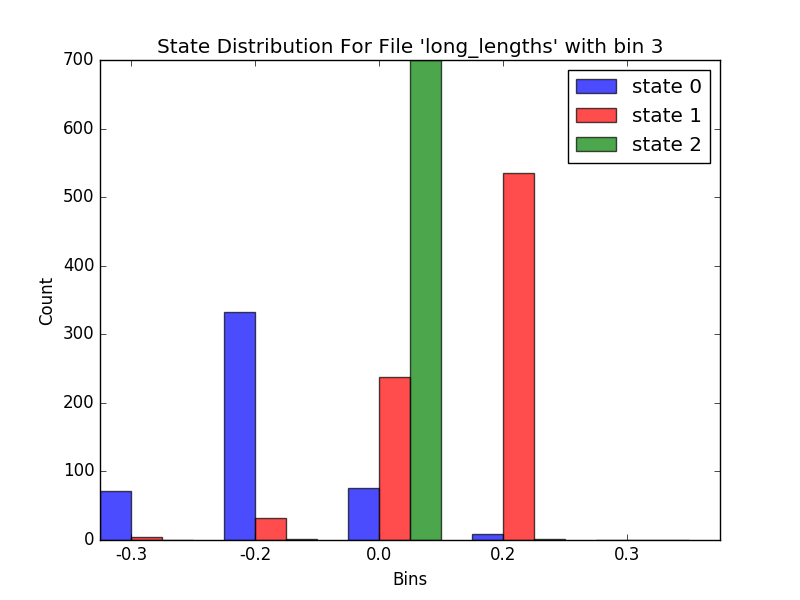 State Distribution For File 'long_lengths' with bin 3
700
600
500
400
300
200
100
0
Count
state 0
state 1
state 2
-0.3 -0.2 0.0 0.2 0.3
Bins